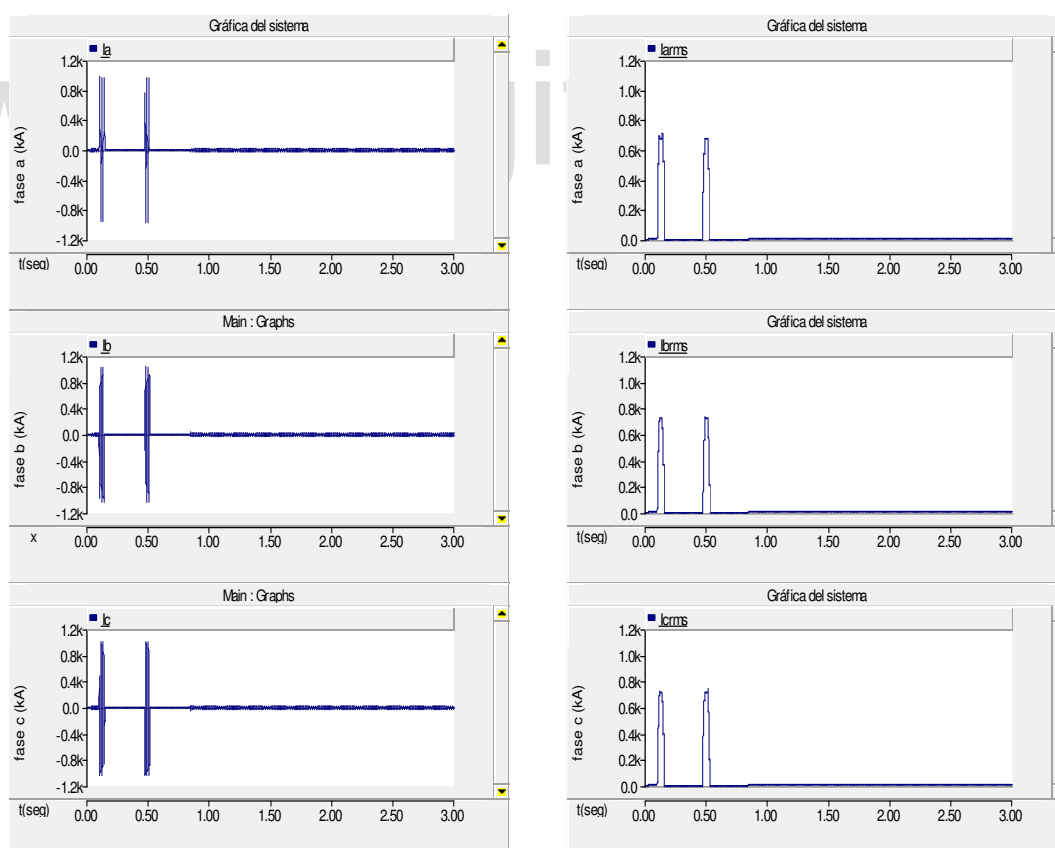 Gráfica del sistema
Ia
fase a (kA)
1.2k
0.8k
0.4k
0.0
-0.4k
-0.8k
-1.2k
t(seg) 0.00 0.50 1.00 1.50 2.00 2.50 3.00
Gráfica del sistema
Iarms
fase a (kA)
1.2k
1.0k
0.8k
0.6k
0.4k
0.2k
0.0
t(seg) 0.00 0.50 1.00 1.50 2.00 2.50 3.00
Main : Graphs
Ib
fase b (kA)
1.2k
0.8k
0.4k
0.0
-0.4k
-0.8k
-1.2k
x 0.00 0.50 1.00 1.50 2.00 2.50 3.00
Gráfica del sistema
Ibrms
fase b (kA)
1.2k
1.0k
0.8k
0.6k
0.4k
0.2k
0.0
t(seg) 0.00 0.50 1.00 1.50 2.00 2.50 3.00
Main : Graphs
Ic
fase c (kA)
1.2k
0.8k
0.4k
0.0
-0.4k
-0.8k
-1.2k
t(seg) 0.00 0.50 1.00 1.50 2.00 2.50 3.00
Gráfica del sistema
Icrms
fase c (kA)
1.2k
1.0k
0.8k
0.6k
0.4k
0.2k
0.0
t(seg) 0.00 0.50 1.00 1.50 2.00 2.50 3.00